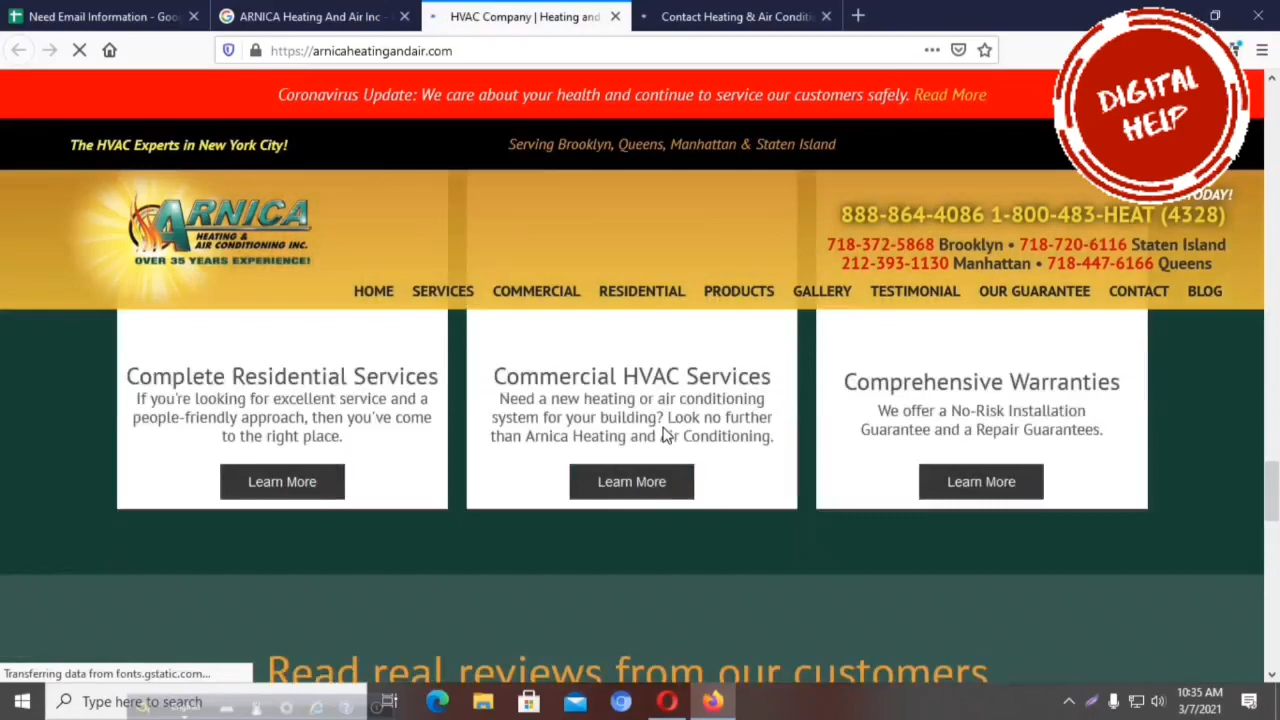 Need Email Information - Goo
ARNICA Heating And Air Inc -
HVAC Company | Heating and
Contact Heating & Air Conditi
https://arnicaheatingandair.com
DIGITAL
HELP
Coronavirus Update: We care about your health and continue to service our customers safely. Read More
The HVAC Experts in New York City!
Serving Brooklyn, Queens, Manhattan & Staten Island
TODAY!
ARNICA
HEATING &
AIR CONDITIONING INC.
OVER 35 YEARS EXPERIENCE!
888-864-4086 1-800-483-HEAT (4328)
718-372-5868 Brooklyn • 718-720-6116 Staten Island
212-393-1130 Manhattan • 718-447-6166 Queens
HOME SERVICES COMMERCIAL RESIDENTIAL PRODUCTS GALLERY TESTIMONIAL OUR GUARANTEE CONTACT BLOG
Complete Residential Services
If you're looking for excellent service and a
people-friendly approach, then you've come
to the right place.
Learn More
Commercial HVAC Services
Need a new heating or air conditioning
system for your building? Look no further
than Arnica Heating and Air Conditioning.
Learn More
Comprehensive Warranties
We offer a No-Risk Installation
Guarantee and a Repair Guarantees.
Learn More
Read real reviews from our customers
Transferring data from fonts.gstatic.com...
Type here to search
10:35 AM
3/7/2021